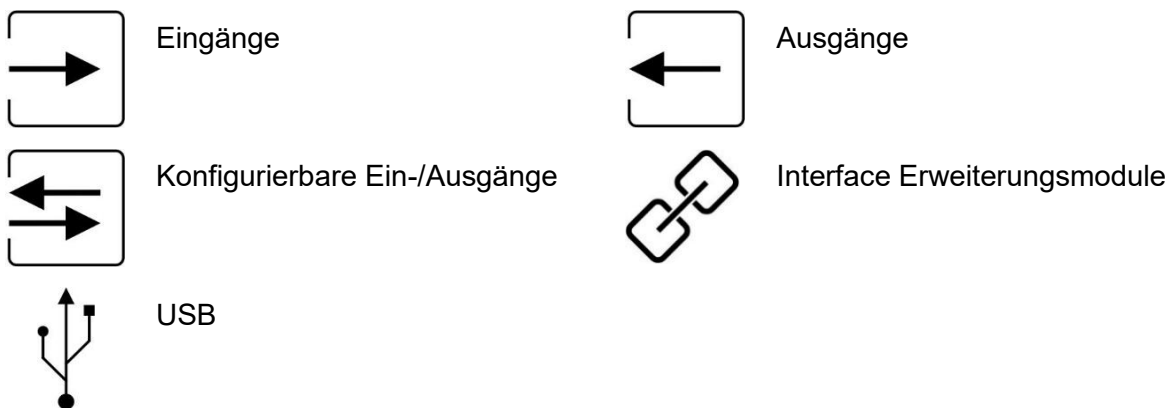 Eingänge
Ausgänge
Konfigurierbare Ein-/Ausgänge
Interface Erweiterungsmodule
USB